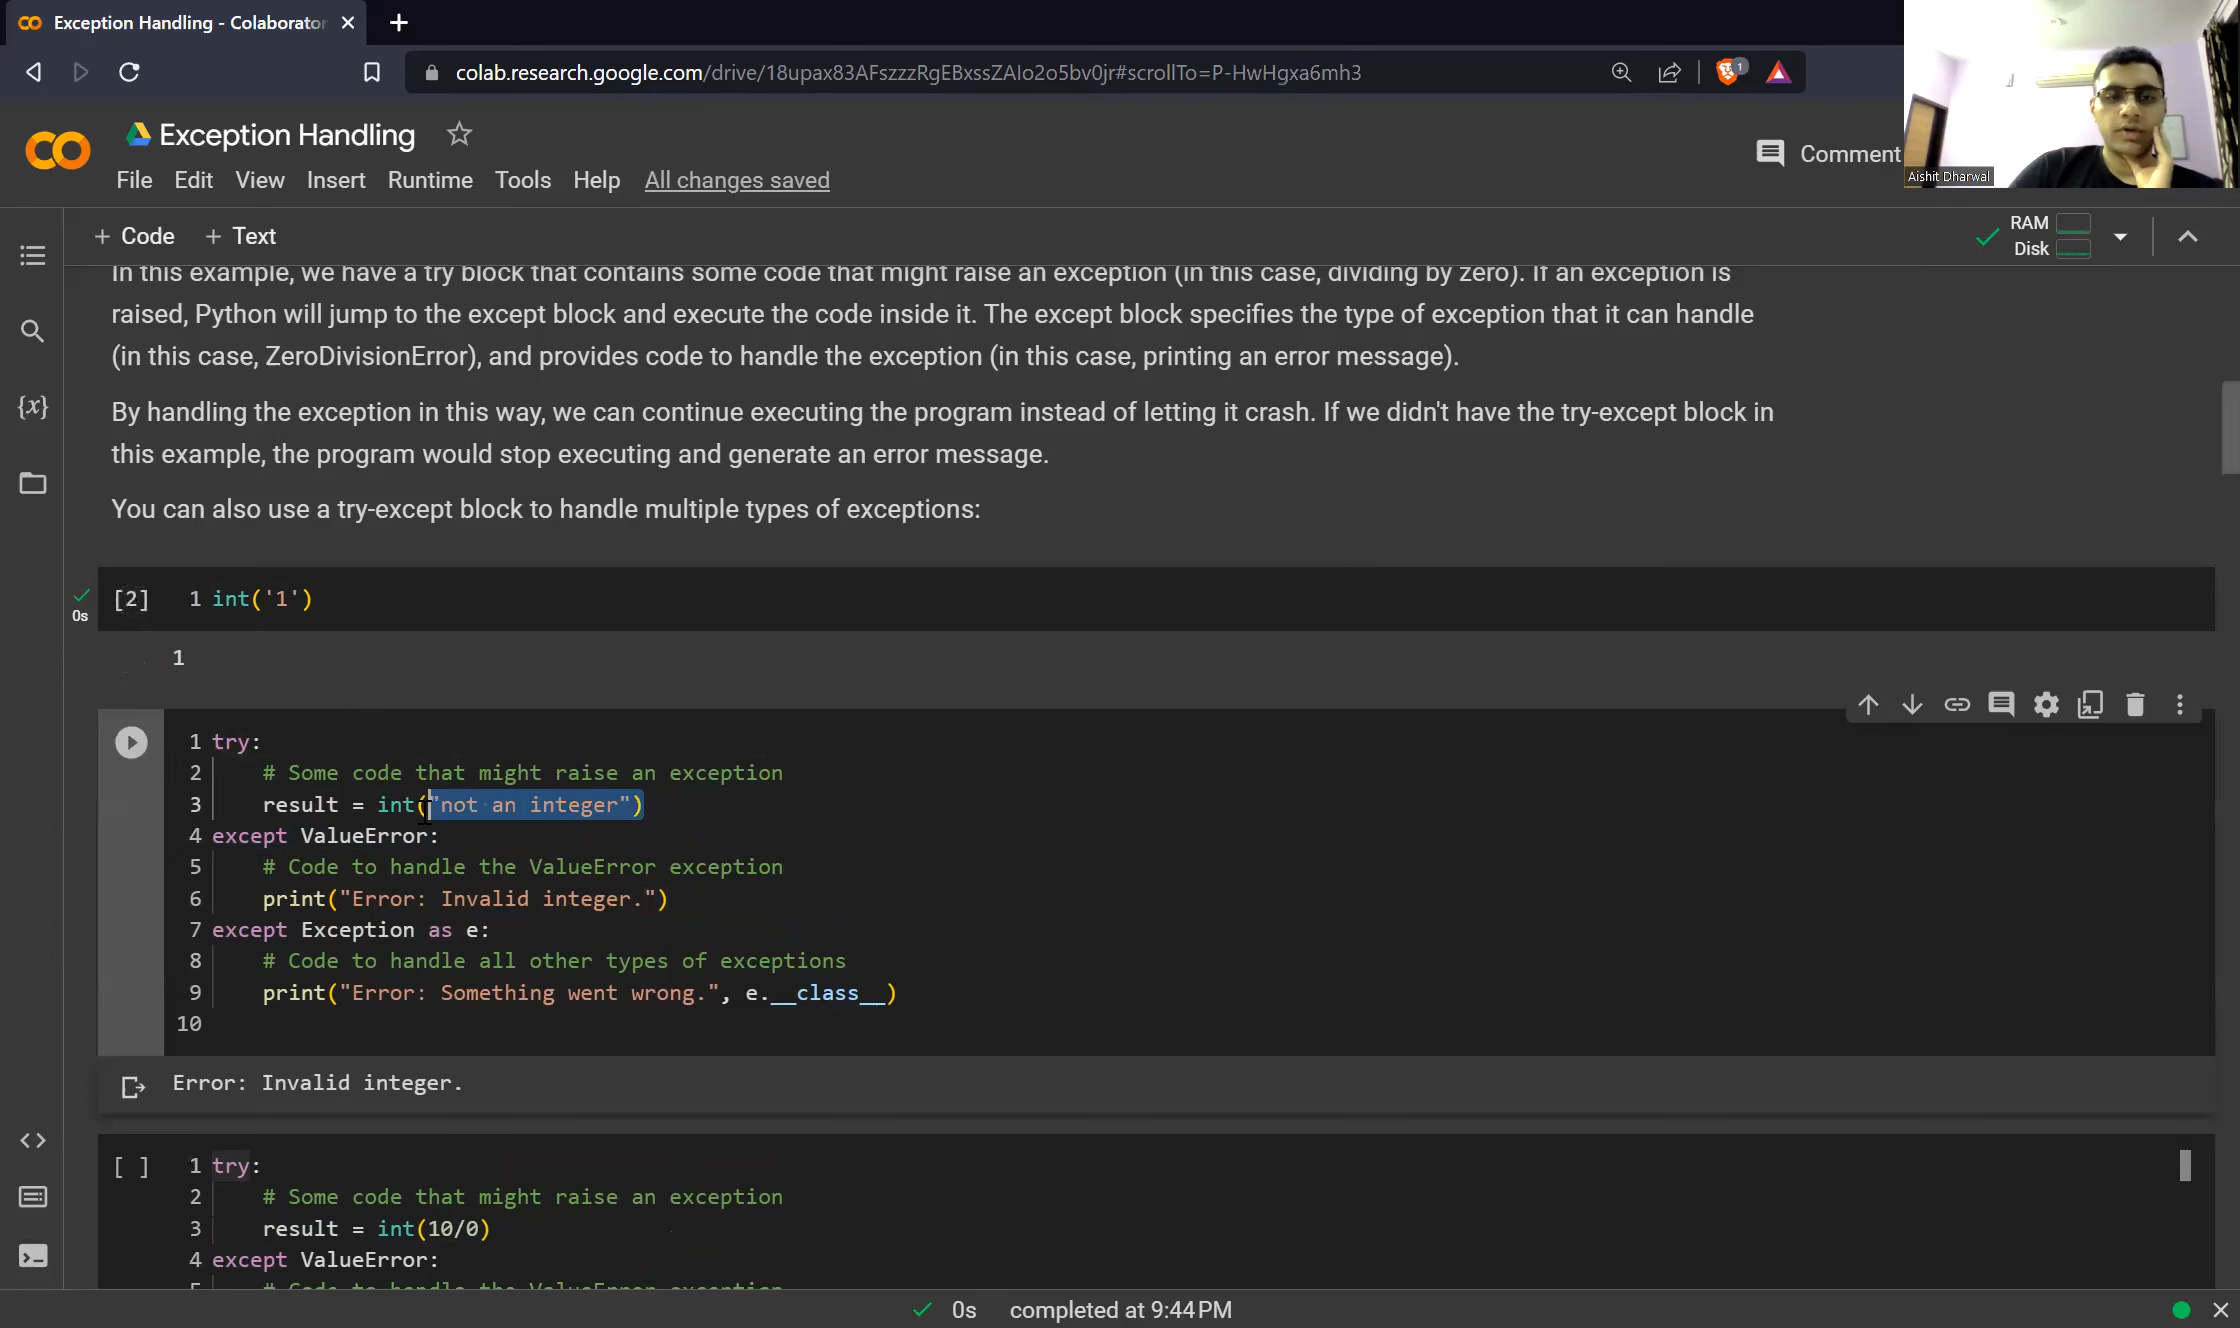 Exception Handling - Colaborator
colab.research.google.com/drive/18upax83AFszzzRgEBxssZAIo2o5bv0jr#scrollTo=P-HwHgxa6mh3
1
Exception Handling
Comment
Aishit Dharwal
File Edit View Insert Runtime Tools Help All changes saved
+ Code + Text
RAM
Disk
In this example, we have a try block that contains some code that might raise an exception (in this case, dividing by zero). If an exception is
raised, Python will jump to the except block and execute the code inside it. The except block specifies the type of exception that it can handle
(in this case, ZeroDivisionError), and provides code to handle the exception (in this case, printing an error message).
By handling the exception in this way, we can continue executing the program instead of letting it crash. If we didn't have the try-except block in
this example, the program would stop executing and generate an error message.
You can also use a try-except block to handle multiple types of exceptions:
[2] 1 int('1')
0s
1
1 try:
2 # Some code that might raise an exception
3 result = int("not an integer")
4 except ValueError:
5 # Code to handle the ValueError exception
6 print("Error: Invalid integer.")
7 except Exception as e:
8 # Code to handle all other types of exceptions
9 print("Error: Something went wrong.", e.__class__)
10
Error: Invalid integer.
[ ] 1 try:
2 # Some code that might raise an exception
3 result = int(10/0)
4 except ValueError:
5 # Code to handle the ValueError exception
0s completed at 9:44 PM